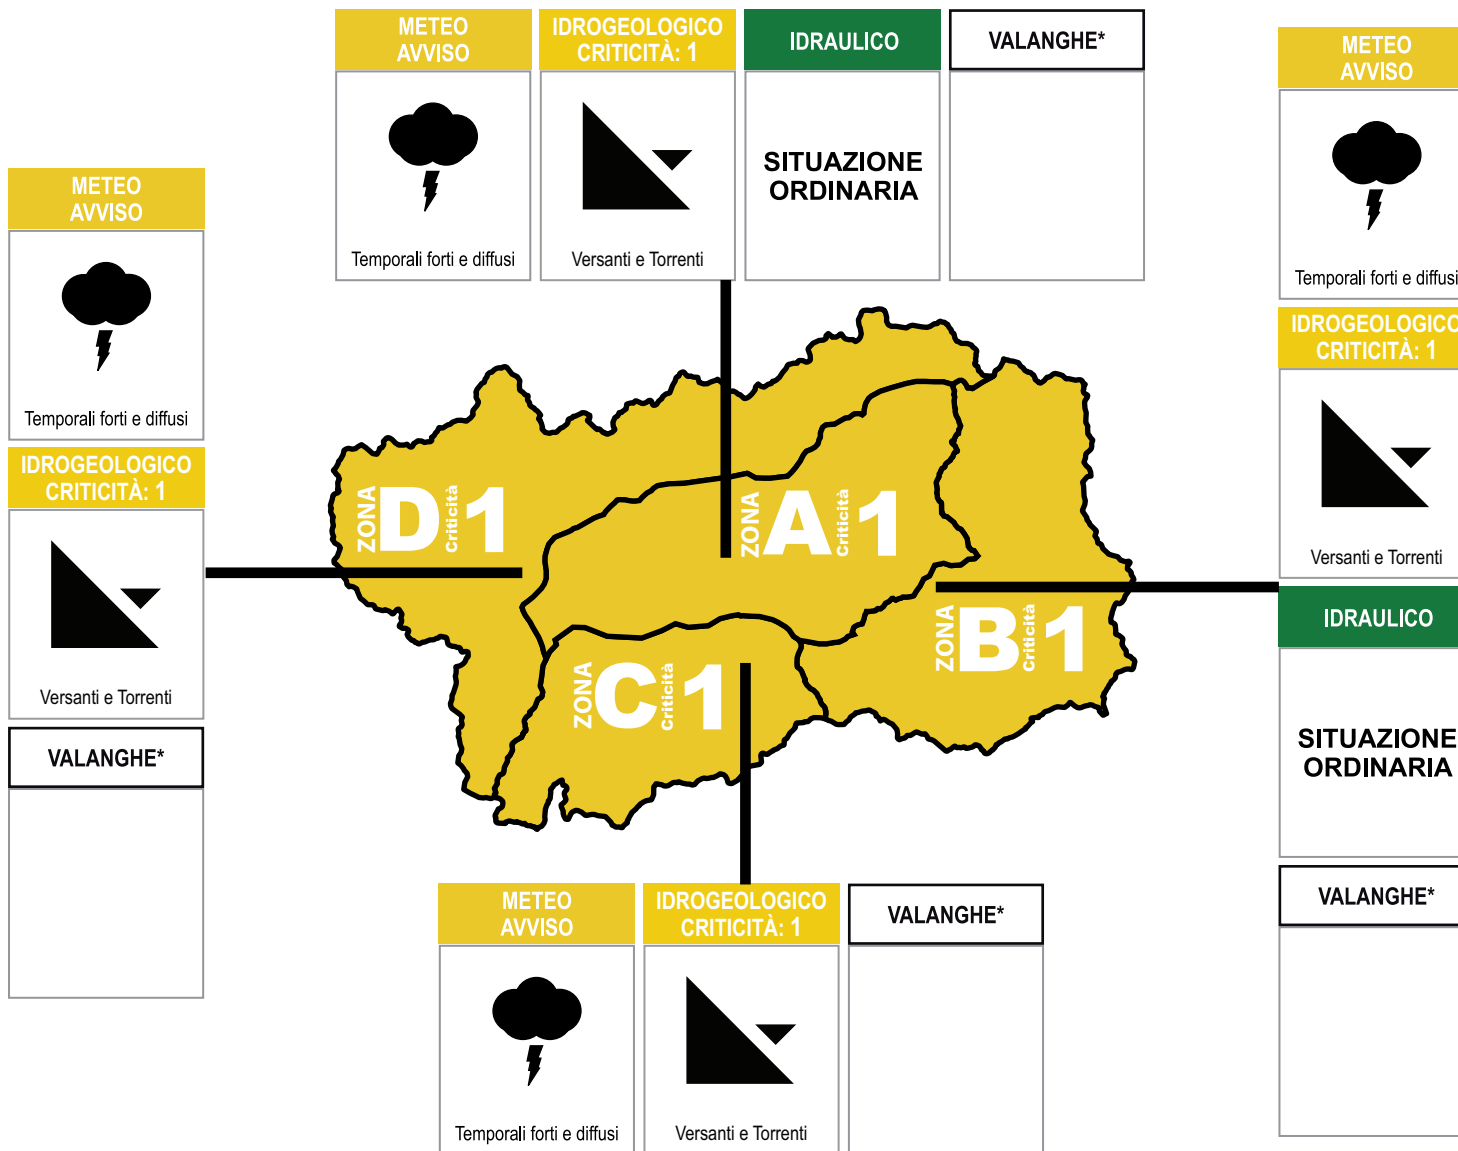 METEO
AVVISO
Temporali forti e diffusi
IDROGEOLOGICO
CRITICITÀ: 1
Versanti e Torrenti
IDRAULICO
SITUAZIONE
ORDINARIA
VALANGHE*
METEO
AVVISO
Temporali forti e diffusi
IDROGEOLOGICO
CRITICITÀ: 1
Versanti e Torrenti
VALANGHE*
ZONA D Criticità 1
ZONA A Criticità 1
ZONA B Criticità 1
ZONA C Criticità 1
METEO
AVVISO
Temporali forti e diffusi
IDROGEOLOGICO
CRITICITÀ: 1
Versanti e Torrenti
IDRAULICO
SITUAZIONE
ORDINARIA
VALANGHE*
METEO
AVVISO
Temporali forti e diffusi
IDROGEOLOGICO
CRITICITÀ: 1
Versanti e Torrenti
VALANGHE*